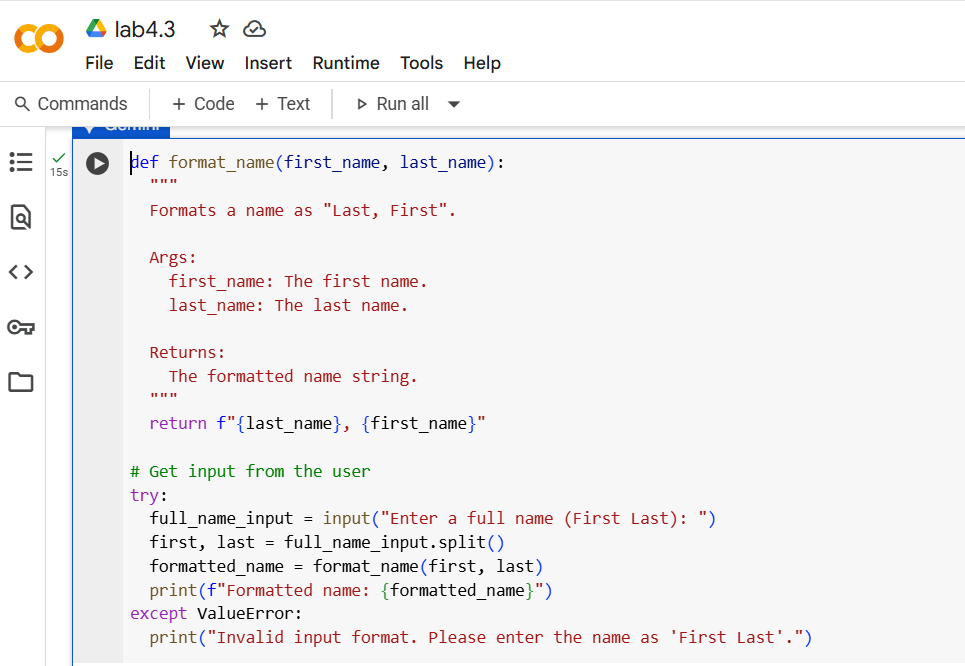 lab4.3
File Edit View Insert Runtime Tools Help
Commands + Code + Text Run all
Gemini
15s
def format_name(first_name, last_name):
  """
  Formats a name as "Last, First".

  Args:
    first_name: The first name.
    last_name: The last name.

  Returns:
    The formatted name string.
  """
  return f"{last_name}, {first_name}"

# Get input from the user
try:
  full_name_input = input("Enter a full name (First Last): ")
  first, last = full_name_input.split()
  formatted_name = format_name(first, last)
  print(f"Formatted name: {formatted_name}")
except ValueError:
  print("Invalid input format. Please enter the name as 'First Last'.")